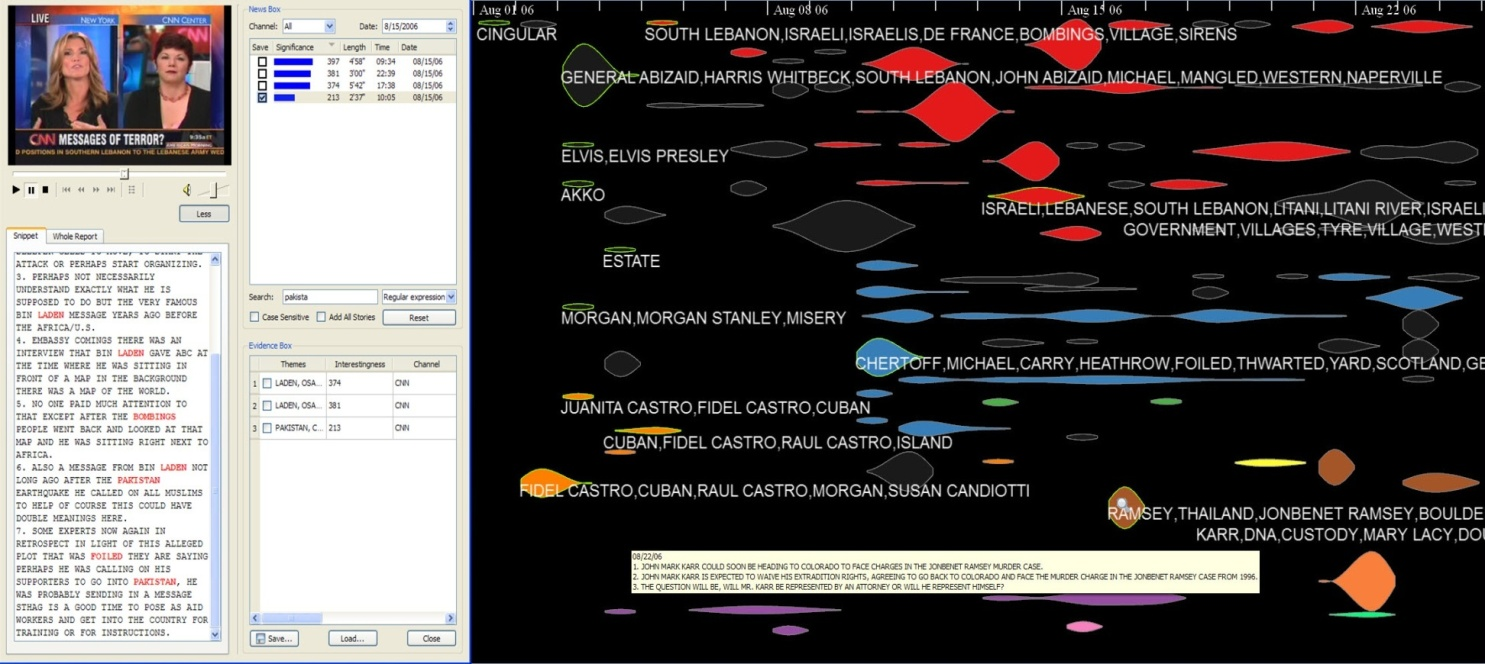 LIVE NEW YORK CNN CENTER
CNN MESSAGES OF TERROR?
D POSITIONS IN SOUTHERN LEBANON TO THE LEBANESE ARMY WED
Less
Snippet Whole Report
ATTACK OR PERHAPS START ORGANIZING.
3. PERHAPS NOT NECESSARILY
UNDERSTAND EXACTLY WHAT HE IS
SUPPOSED TO DO BUT THE VERY FAMOUS
BIN LADEN MESSAGE YEARS AGO BEFORE
THE AFRICA/U.S.
4. EMBASSY COMINGS THERE WAS AN
INTERVIEW THAT BIN LADEN GAVE ABC AT
THE TIME WHERE HE WAS SITTING IN
FRONT OF A MAP IN THE BACKGROUND
THERE WAS A MAP OF THE WORLD.
5. NO ONE PAID MUCH ATTENTION TO
THAT EXCEPT AFTER THE BOMBINGS
PEOPLE WENT BACK AND LOOKED AT THAT
MAP AND HE WAS SITTING RIGHT NEXT TO
AFRICA.
6. ALSO A MESSAGE FROM BIN LADEN NOT
LONG AGO AFTER THE PAKISTAN
EARTHQUAKE HE CALLED ON ALL MUSLIMS
TO HELP OF COURSE THIS COULD HAVE
DOUBLE MEANINGS HERE.
7. SOME EXPERTS NOW AGAIN IN
RETROSPECT IN LIGHT OF THIS ALLEGED
PLOT THAT WAS FOILED THEY ARE SAYING
PERHAPS HE WAS CALLING ON HIS
SUPPORTERS TO GO INTO PAKISTAN, HE
WAS PROBABLY SENDING IN A MESSAGE
STHAG IS A GOOD TIME TO POSE AS AID
WORKERS AND GET INTO THE COUNTRY FOR
TRAINING OR FOR INSTRUCTIONS.
News Box
Channel: All Date: 8/15/2006
Save Significance Length Time Date
397 4'58" 09:34 08/15/06
381 3'00" 22:39 08/15/06
374 5'42" 17:38 08/15/06
213 2'37" 10:05 08/15/06
Search: pakista Regular expression
Case Sensitive Add All Stories Reset
Evidence Box
Themes Interestingness Channel
1 LADEN, OSA... 374 CNN
2 LADEN, OSA... 381 CNN
3 PAKISTAN, C... 213 CNN
Save... Load... Close
Aug 01 06 Aug 08 06 Aug 15 06 Aug 22 06
CINGULAR SOUTH LEBANON,ISRAELI,ISRAELIS,DE FRANCE,BOMBINGS,VILLAGE,SIRENS
GENERAL ABIZAID,HARRIS WHITBECK,SOUTH LEBANON,JOHN ABIZAID,MICHAEL,MANGLED,WESTERN,NAPERVILLE
ELVIS,ELVIS PRESLEY
AKKO
ISRAELI,LEBANESE,SOUTH LEBANON,LITANI,LITANI RIVER,ISRAELI
GOVERNMENT,VILLAGES,TYRE,VILLAGE,WEST
ESTATE
MORGAN,MORGAN STANLEY,MISERY
CHERTOFF,MICHAEL,CARRY,HEATHROW,FOILED,THWARTED,YARD,SCOTLAND,GE
JUANITA CASTRO,FIDEL CASTRO,CUBAN
CUBAN,FIDEL CASTRO,RAUL CASTRO,ISLAND
FIDEL CASTRO,CUBAN,RAUL CASTRO,MORGAN,SUSAN CANDIOTTI
RAMSEY,THAILAND,JONBENET RAMSEY,BOULDE
KARR,DNA,CUSTODY,MARY LACY,DOU
08/22/06
1. JOHN MARK KARR COULD SOON BE HEADING TO COLORADO TO FACE CHARGES IN THE JONBENET RAMSEY MURDER CASE.
2. JOHN MARK KARR IS EXPECTED TO WAIVE HIS EXTRADITION RIGHTS, AGREEING TO GO BACK TO COLORADO AND FACE THE MURDER CHARGE IN THE JONBENET RAMSEY CASE FROM 1996.
3. THE QUESTION WILL BE, WILL MR. KARR BE REPRESENTED BY AN ATTORNEY OR WILL HE REPRESENT HIMSELF?